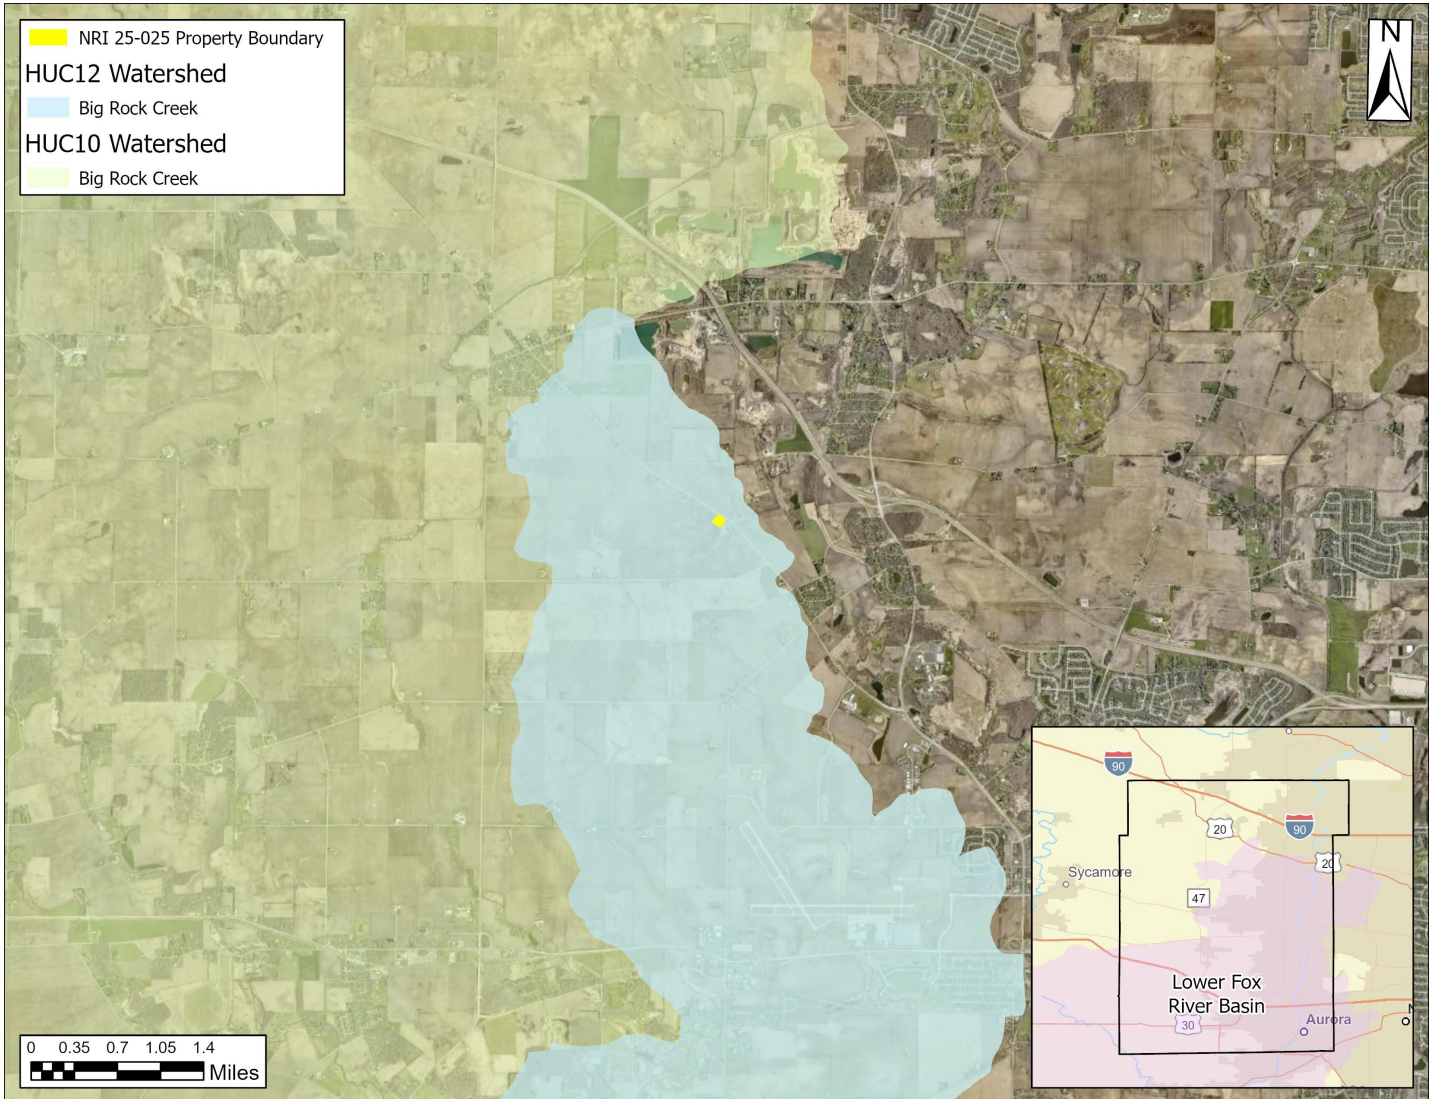 NRI 25-025 Property Boundary
HUC12 Watershed
Big Rock Creek
HUC10 Watershed
Big Rock Creek
N
90
20
90
20
Sycamore
47
Lower Fox
River Basin
30
Aurora
0 0.35 0.7 1.05 1.4
Miles